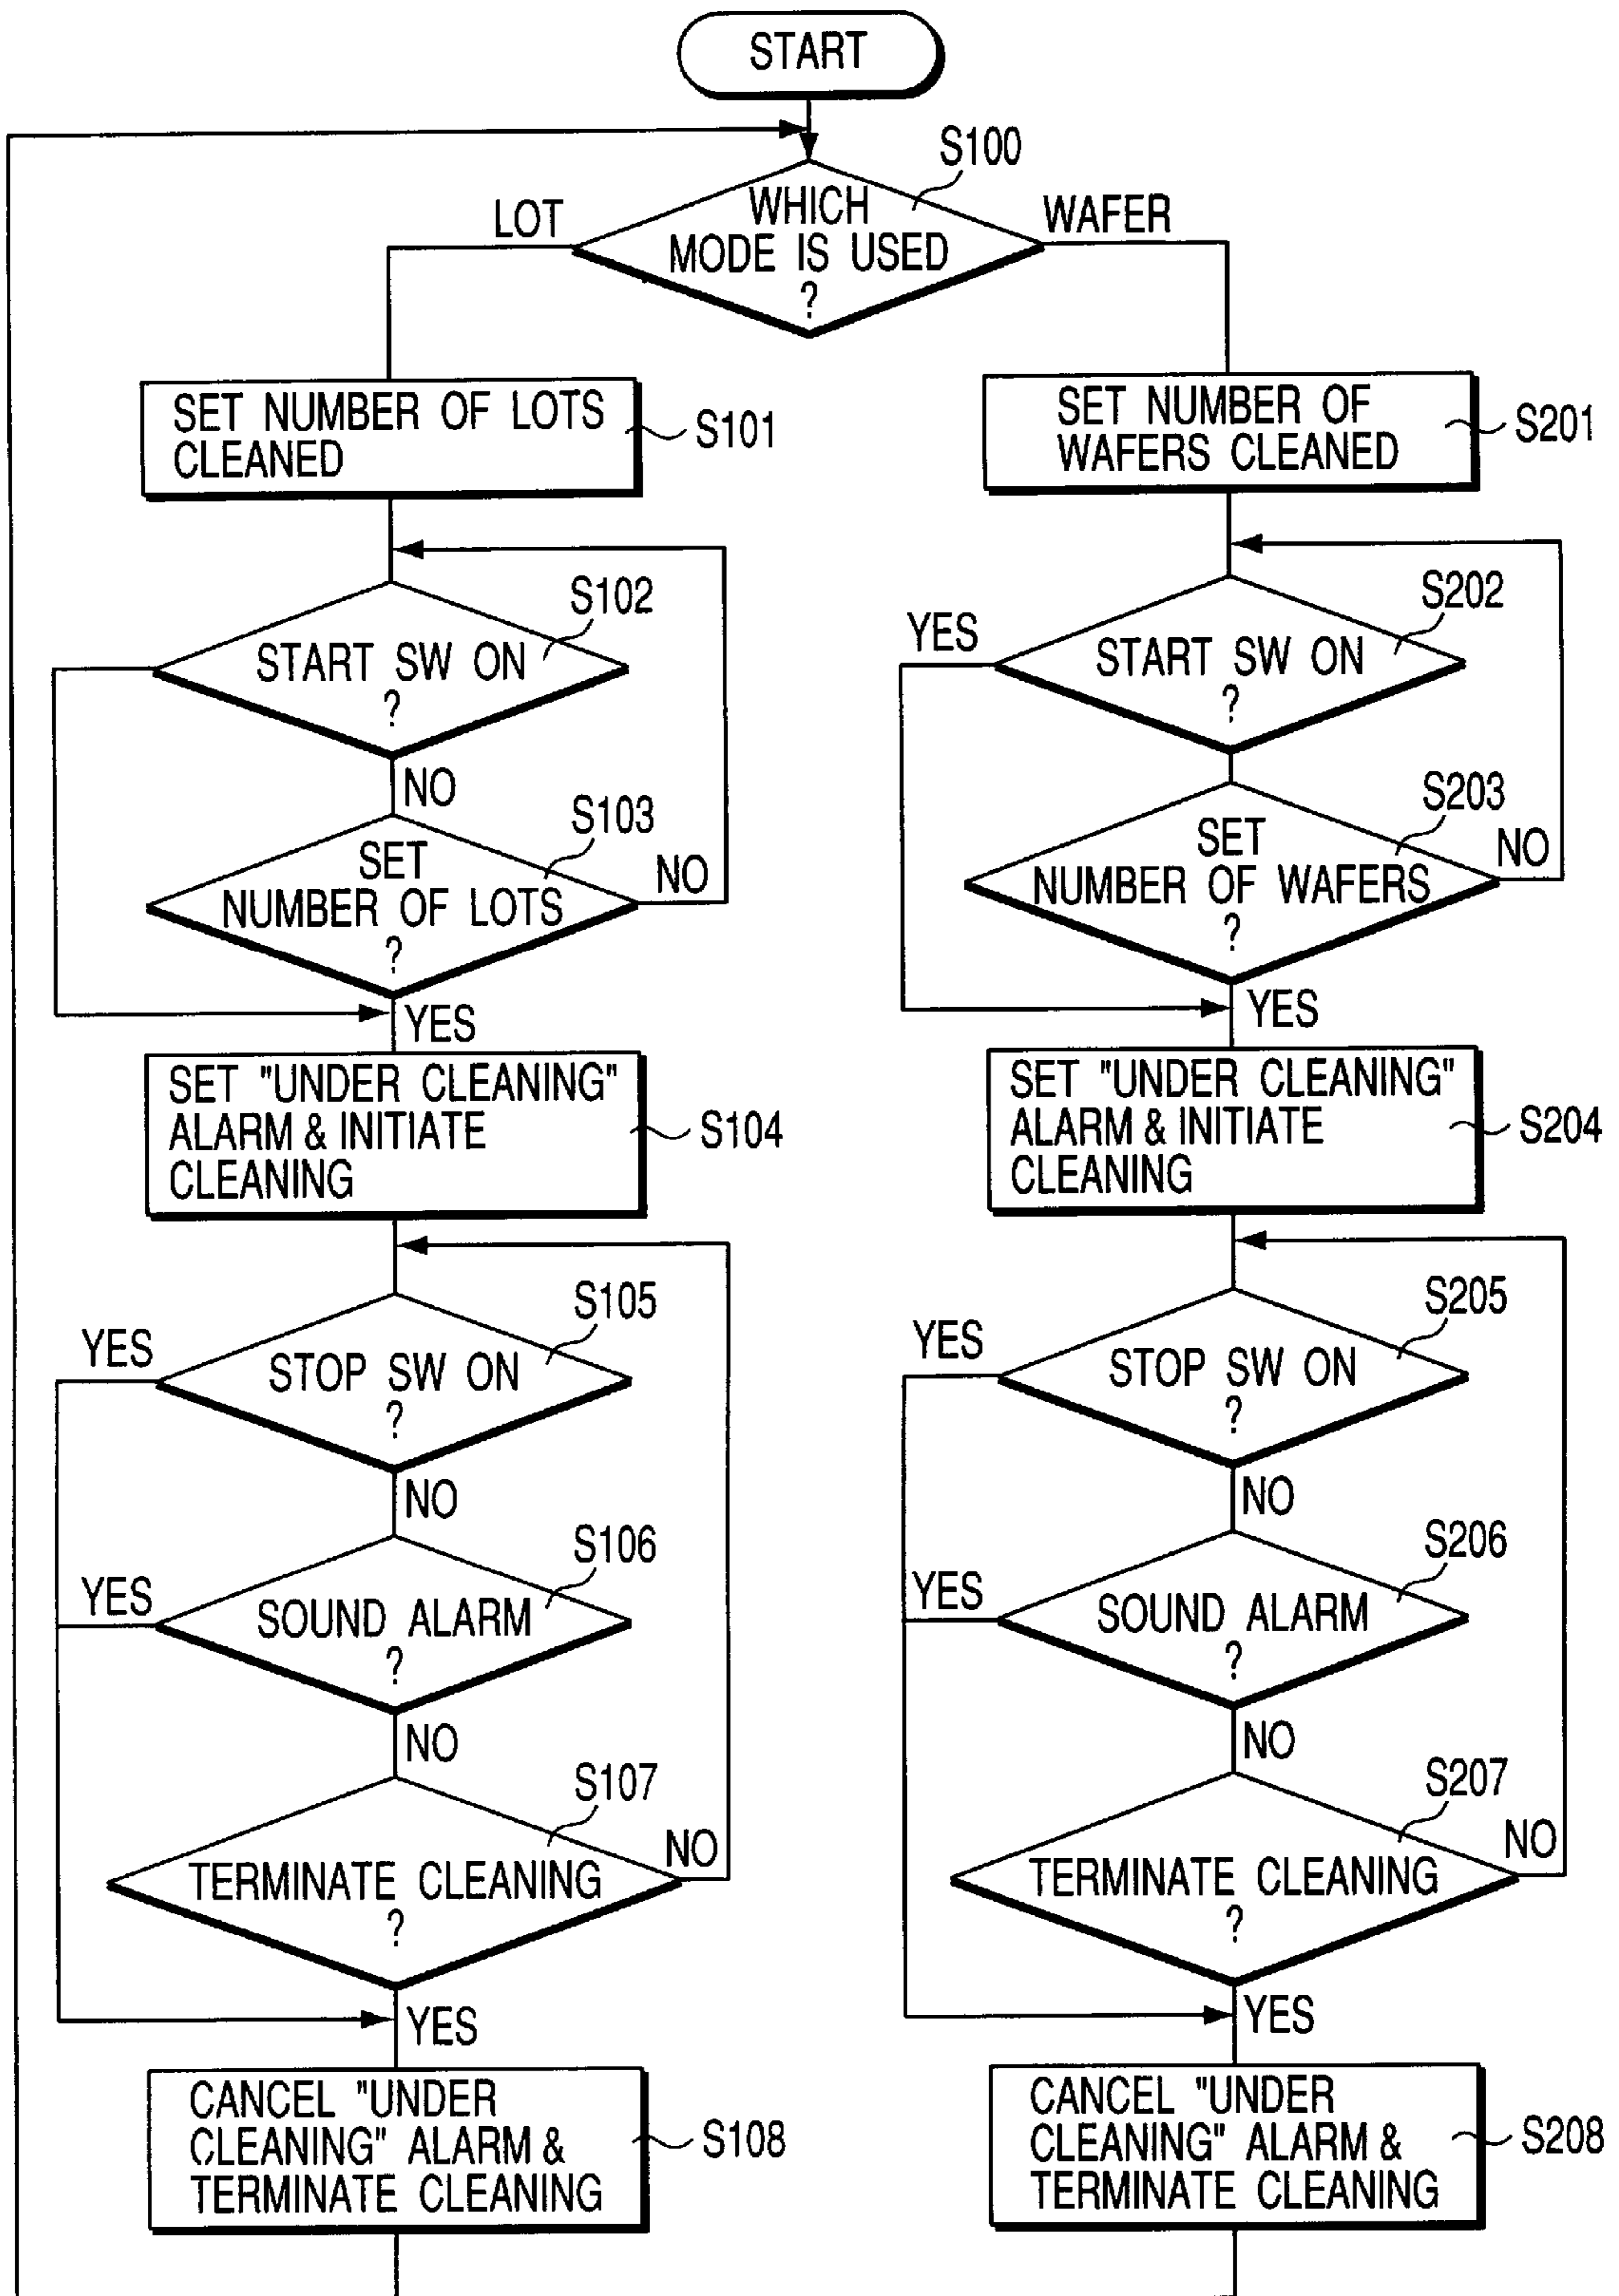 START
S100
WHICH
MODE IS USED
?
LOT
WAFER
SET NUMBER OF LOTS
CLEANED
S101
S102
START SW ON
?
NO
S103
SET
NUMBER OF LOTS
?
NO
YES
SET "UNDER CLEANING"
ALARM & INITIATE
CLEANING
S104
S105
YES
STOP SW ON
?
NO
S106
YES
SOUND ALARM
?
NO
S107
TERMINATE CLEANING
?
NO
YES
CANCEL "UNDER
CLEANING" ALARM &
TERMINATE CLEANING
S108
SET NUMBER OF
WAFERS CLEANED
S201
S202
YES
START SW ON
?
S203
SET
NUMBER OF WAFERS
?
NO
YES
SET "UNDER CLEANING"
ALARM & INITIATE
CLEANING
S204
S205
YES
STOP SW ON
?
NO
S206
YES
SOUND ALARM
?
NO
S207
TERMINATE CLEANING
?
NO
YES
CANCEL "UNDER
CLEANING" ALARM &
TERMINATE CLEANING
S208